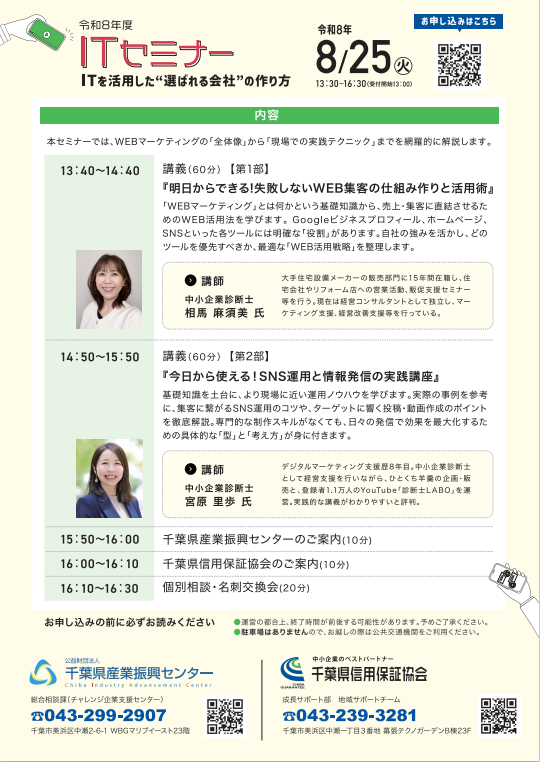 令和8年度
ITセミナー
ITを活用した“選ばれる会社”の作り方
令和8年
8/25(火)
13:30~16:30(受付開始13:00)
お申し込みはこちら
内容
本セミナーでは、WEBマーケティングの「全体像」から「現場での実践テクニック」までを網羅的に解説します。
13:40~14:40
講義(60分) 【第1部】
『明日からできる!失敗しないWEB集客の仕組み作りと活用術』
「WEBマーケティング」とは何かという基礎知識から、売上・集客に直結させるた
めのWEB活用法を学びます。Googleビジネスプロフィール、ホームページ、
SNSといった各ツールには明確な「役割」があります。自社の強みを活かし、どの
ツールを優先すべきか、最適な「WEB活用戦略」を整理します。
講師
中小企業診断士
相馬 麻須美 氏
大手住宅設備メーカーの販売部門に15年間在籍し、住
宅会社やリフォーム店への営業活動、販促支援セミナー
等を行う。現在は経営コンサルタントとして独立し、マー
ケティング支援、経営改善支援等を行っている。
14:50~15:50
講義(60分) 【第2部】
『今日から使える!SNS運用と情報発信の実践講座』
基礎知識を土台に、より現場に近い運用ノウハウを学びます。実際の事例を参考
に、集客に繋がるSNS運用のコツや、ターゲットに響く投稿・動画作成のポイント
を徹底解説。専門的な制作スキルがなくても、日々の発信で効果を最大化するた
めの具体的な「型」と「考え方」が身に付きます。
講師
中小企業診断士
宮原 里歩 氏
デジタルマーケティング支援歴8年目。中小企業診断士
として経営支援を行いながら、ひとくち羊羹の企画・販
売と、登録者1.1万人のYouTube「診断士LABO」を運
営。実践的な講義がわかりやすいと評判。
15:50~16:00
千葉県産業振興センターのご案内(10分)
16:00~16:10
千葉県信用保証協会のご案内(10分)
16:10~16:30
個別相談・名刺交換会(20分)
お申し込みの前に必ずお読みください
●運営の都合上、終了時間が前後する可能性があります。予めご了承ください。
●駐車場はありませんので、お越しの際は公共交通機関をご利用ください。
公益財団法人
千葉県産業振興センター
Chiba Industry Advancement Center
総合相談課(チャレンジ企業支援センター)
☎043-299-2907
千葉市美浜区中瀬2-6-1 WBGマリブイースト23階
中小企業のベストパートナー
千葉県信用保証協会
CHIBA
GUARANTEE
成長サポート部 地域サポートチーム
☎043-239-3281
千葉市美浜区中瀬一丁目3番地 幕張テクノガーデンB棟23F